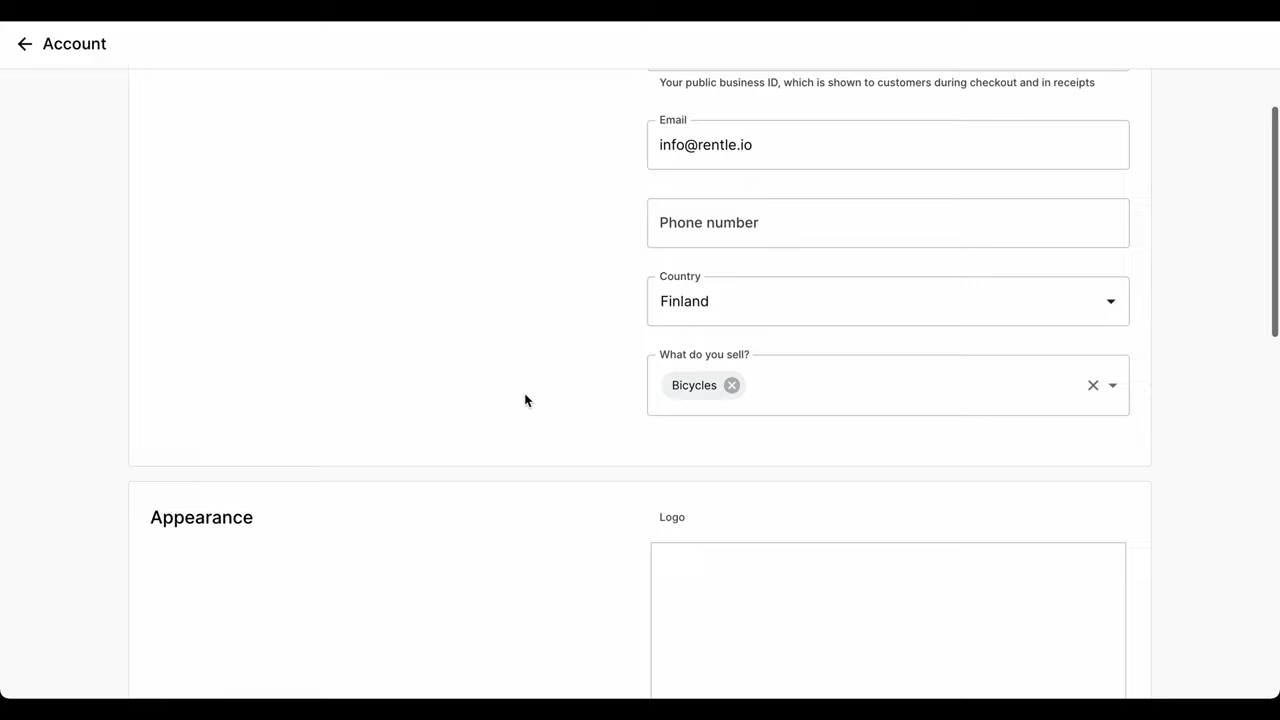 Account
Your public business ID, which is shown to customers during checkout and in receipts
Email
info@rentle.io
Phone number
Country
Finland
What do you sell?
Bicycles
Appearance
Logo